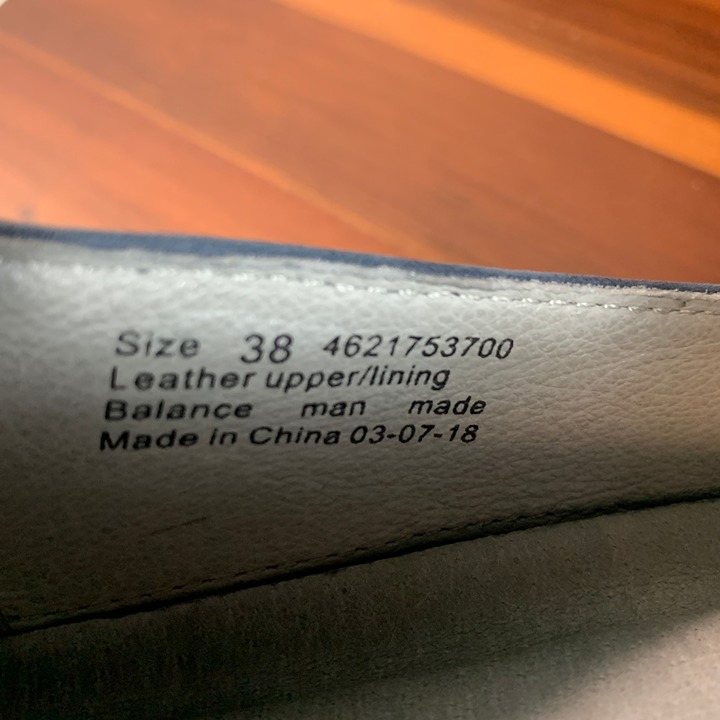 Size 38 4621753700
Leather upper/lining
Balance man made
Made in China 03-07-18